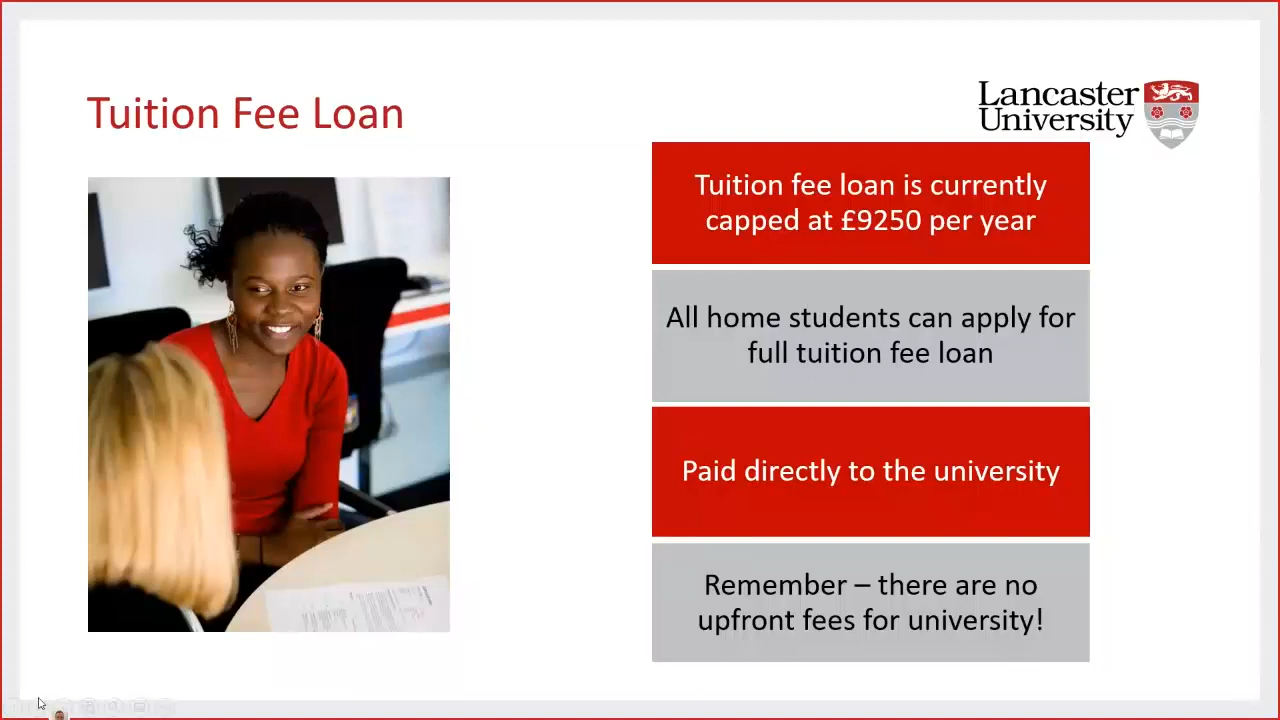 Tuition Fee Loan
Lancaster
University
Tuition fee loan is currently
capped at £9250 per year
All home students can apply for
full tuition fee loan
Paid directly to the university
Remember – there are no
upfront fees for university!